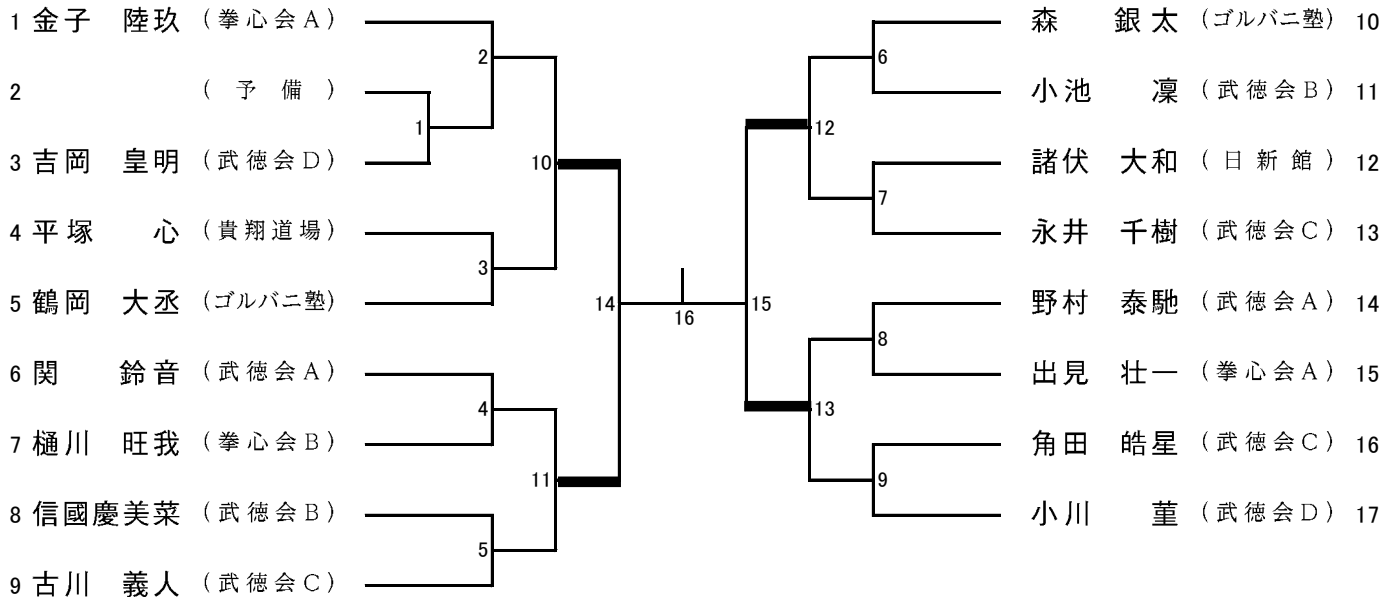 1 金子 陸玖 (拳心会A)
2 (予備)
3 吉岡 皇明 (武徳会D)
4 平塚 心 (貴翔道場)
5 鶴岡 大丞 (ゴルバニ塾)
6 関 鈴音 (武徳会A)
7 樋川 旺我 (拳心会B)
8 信國慶美菜 (武徳会B)
9 古川 義人 (武徳会C)
2
1
10
3
14
4
11
5
16
6
12
7
15
8
13
9
森 銀太 (ゴルバニ塾) 10
小池 凜 (武徳会B) 11
諸伏 大和 (日新館) 12
永井 千樹 (武徳会C) 13
野村 泰馳 (武徳会A) 14
出見 壮一 (拳心会A) 15
角田 皓星 (武徳会C) 16
小川 菫 (武徳会D) 17